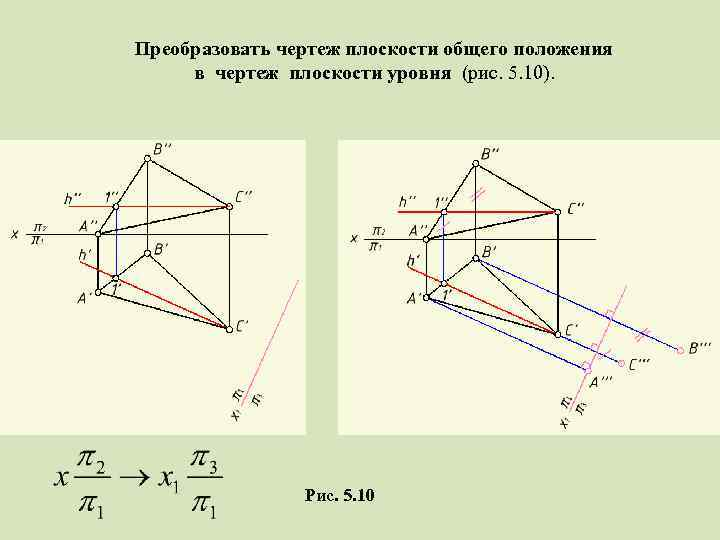 Преобразовать чертеж плоскости общего положения
в чертеж плоскости уровня (рис. 5.10).
B''
h'' 1'' C''
A''
x π2/π1
h' B'
A' 1'
C'
x1 π1/π3
B''
h'' 1'' C''
A''
x π2/π1
h' B'
A' 1'
C' B'''
C'''
A'''
x1 π1/π3
x π2/π1 → x1 π3/π1
Рис. 5.10